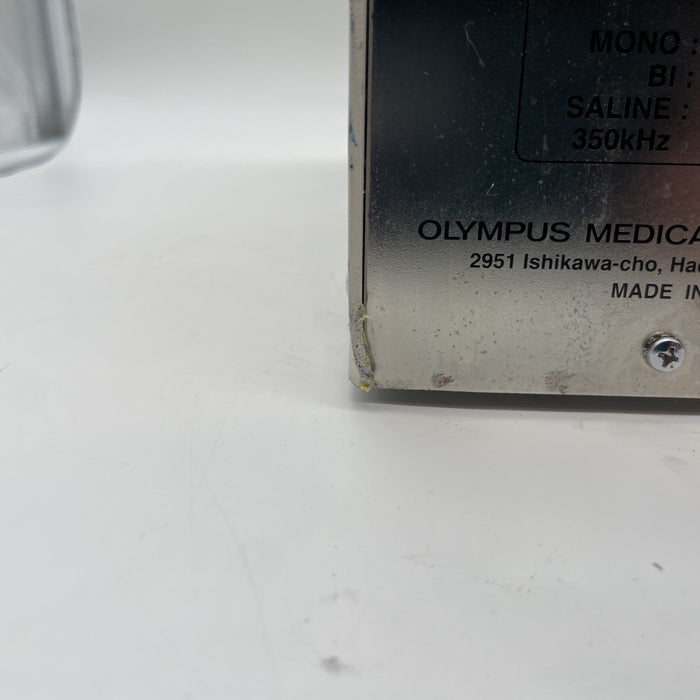 MONO :
BI :
SALINE :
350kHz
OLYMPUS MEDICA
2951 Ishikawa-cho, Ha
MADE IN